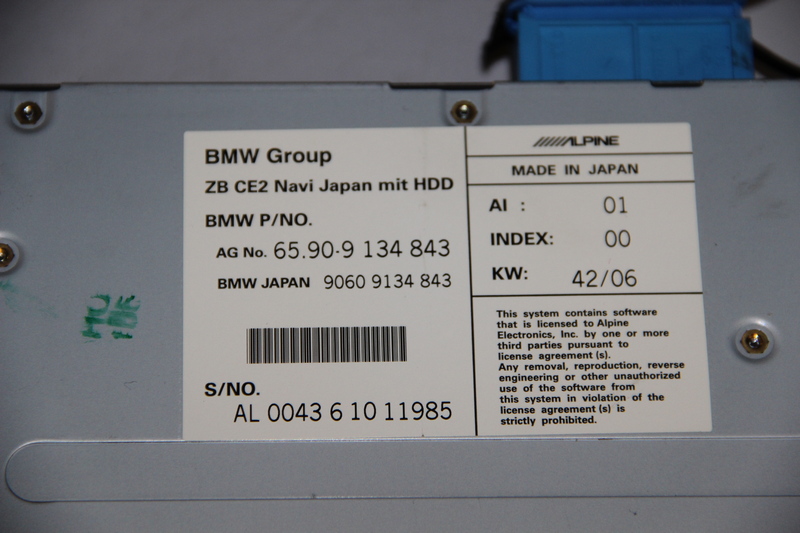 BMW Group
ZB CE2 Navi Japan mit HDD
BMW P/NO.
AG No. 65.90-9 134 843
BMW JAPAN 9060 9134 843
S/NO.
AL 0043 6 10 11985
ALPINE
MADE IN JAPAN
AI : 01
INDEX: 00
KW: 42/06
This system contains software
that is licensed to Alpine
Electronics, Inc. by one or more
third parties pursuant to
license agreement (s).
Any removal, reproduction, reverse
engineering or other unauthorized
use of the software from
this system in violation of the
license agreement (s) is
strictly prohibited.